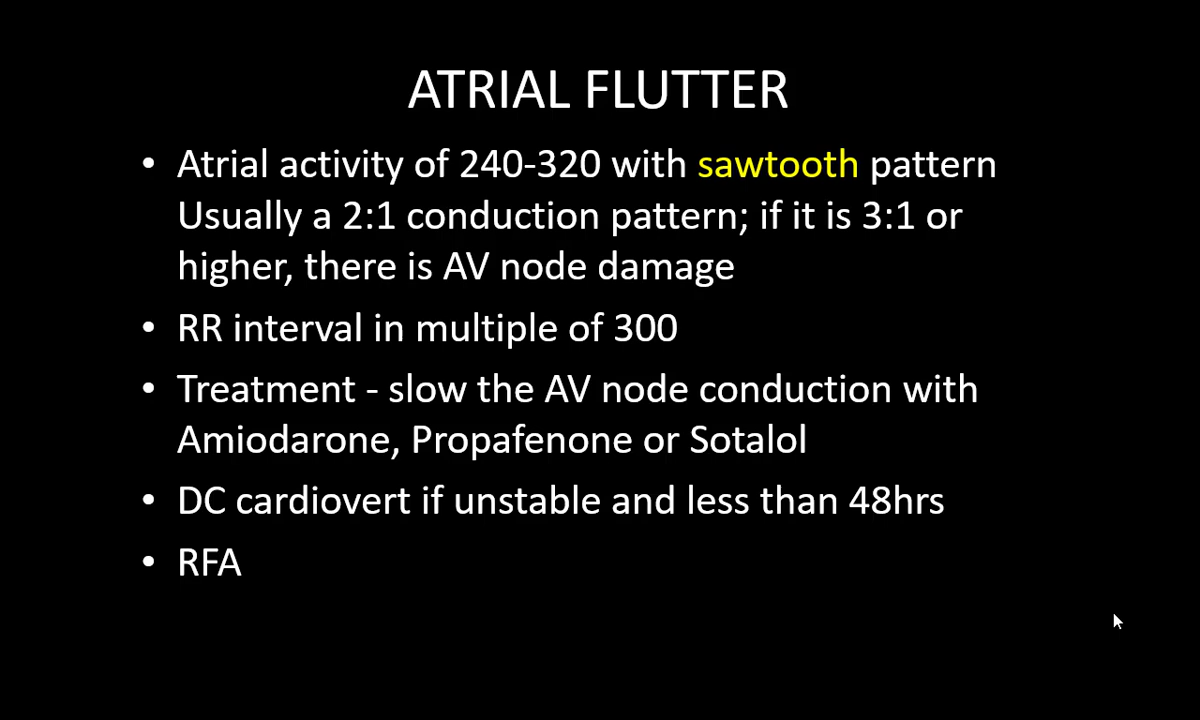 ATRIAL FLUTTER
• Atrial activity of 240-320 with sawtooth pattern
Usually a 2:1 conduction pattern; if it is 3:1 or
higher, there is AV node damage
• RR interval in multiple of 300
• Treatment - slow the AV node conduction with
Amiodarone, Propafenone or Sotalol
• DC cardiovert if unstable and less than 48hrs
• RFA